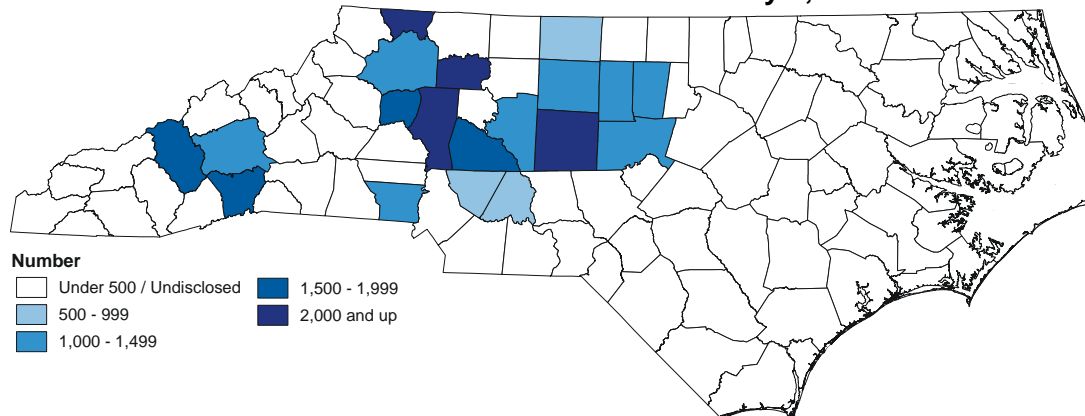 Number
Under 500 / Undisclosed
500 - 999
1,000 - 1,499
1,500 - 1,999
2,000 and up